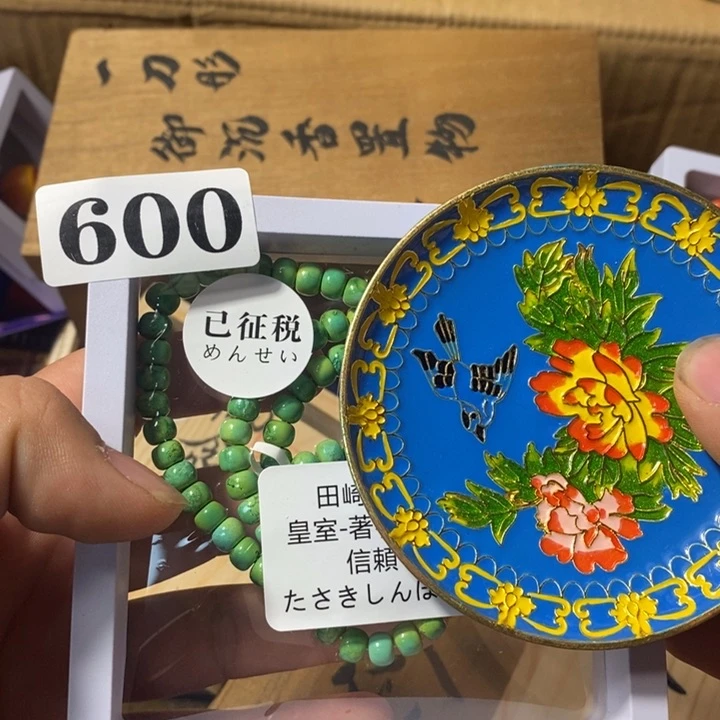 一刀彫
御沉香置物
600
已征税
めんせい
田崎
皇室-著
信頼
たさきしんは